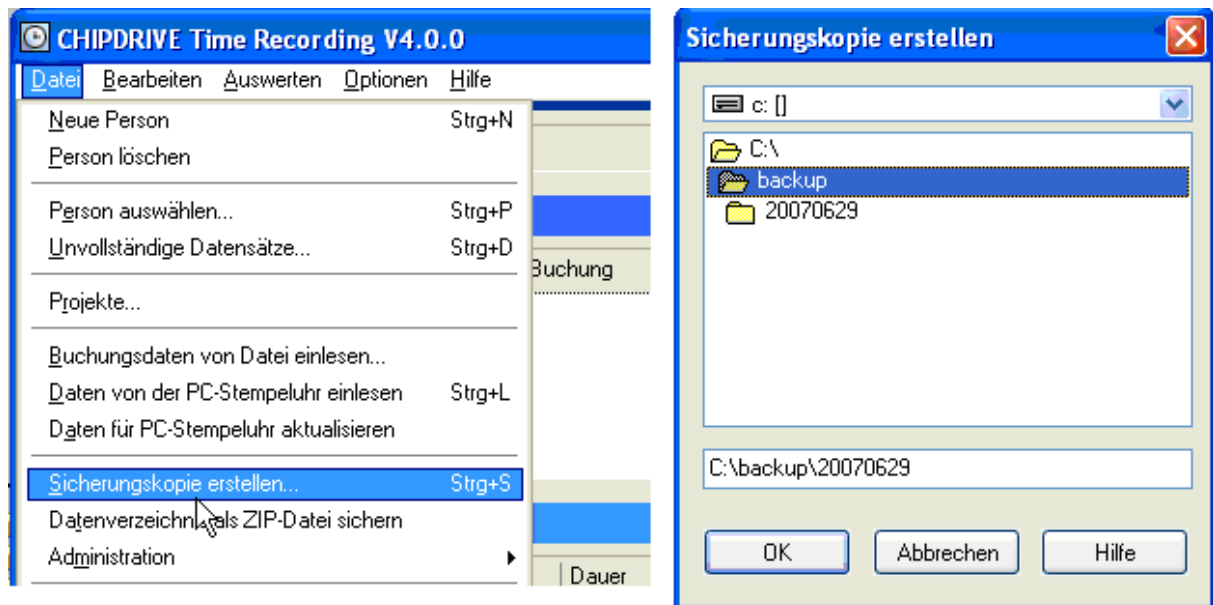 CHIPDRIVE Time Recording V4.0.0
Datei Bearbeiten Auswerten Optionen Hilfe
Neue Person Strg+N
Person löschen
Person auswählen... Strg+P
Unvollständige Datensätze... Strg+D
Buchung
Projekte...
Buchungsdaten von Datei einlesen...
Daten von der PC-Stempeluhr einlesen Strg+L
Daten für PC-Stempeluhr aktualisieren
Sicherungskopie erstellen... Strg+S
Datenverzeichnis als ZIP-Datei sichern
Administration
Dauer
Sicherungskopie erstellen
c: []
C:\
backup
20070629
C:\backup\20070629
OK Abbrechen Hilfe